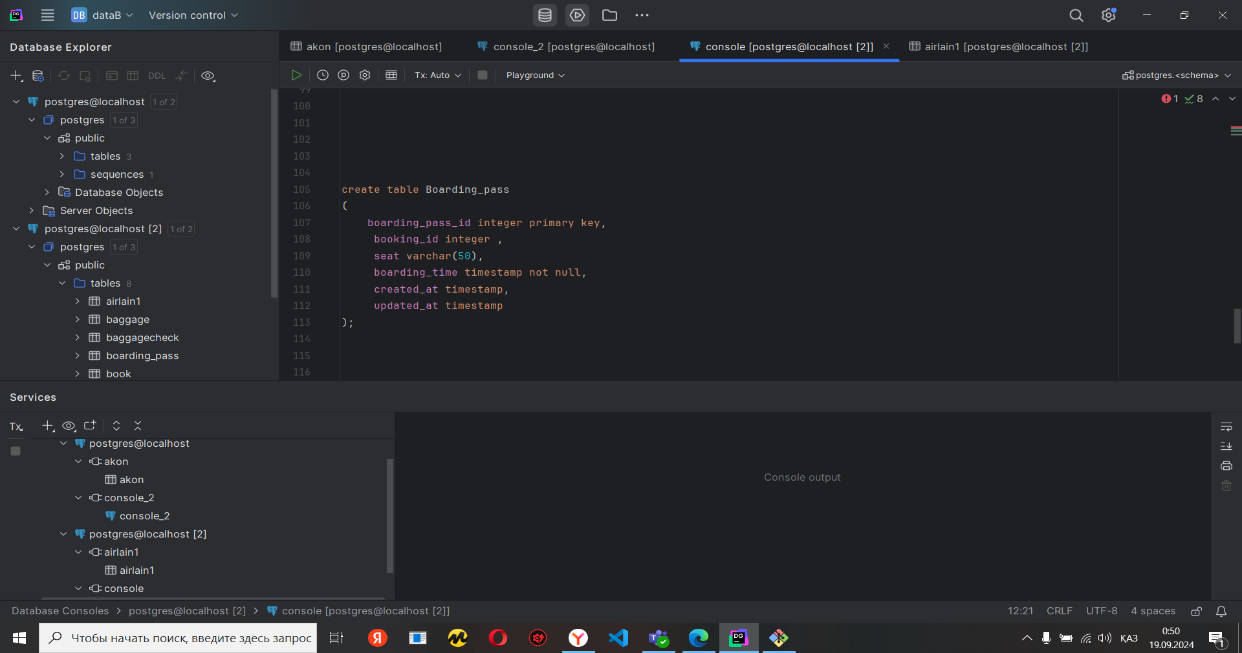 DB dataB Version control
Database Explorer
akon [postgres@localhost] console_2 [postgres@localhost] console [postgres@localhost [2]] airlain1 [postgres@localhost [2]]
DDL
Tx: Auto Playground postgres.<schema>
1 8
postgres@localhost 1 of 2
postgres 1 of 3
public
tables 3
sequences 1
Database Objects
Server Objects
postgres@localhost [2] 1 of 2
postgres 1 of 3
public
tables 8
airlain1
baggage
baggagecheck
boarding_pass
book
99
100
101
102
103
104
105 create table Boarding_pass
106 (
107 boarding_pass_id integer primary key,
108 booking_id integer ,
109 seat varchar(50),
110 boarding_time timestamp not null,
111 created_at timestamp,
112 updated_at timestamp
113 );
114
115
116
Services
Tx
postgres@localhost
akon
akon
console_2
console_2
postgres@localhost [2]
airlain1
airlain1
console
Console output
Database Consoles > postgres@localhost [2] > console [postgres@localhost [2]] 12:21 CRLF UTF-8 4 spaces
Чтобы начать поиск, введите здесь запрос
Я
Y
DG
ҚАЗ
0:50
19.09.2024
1